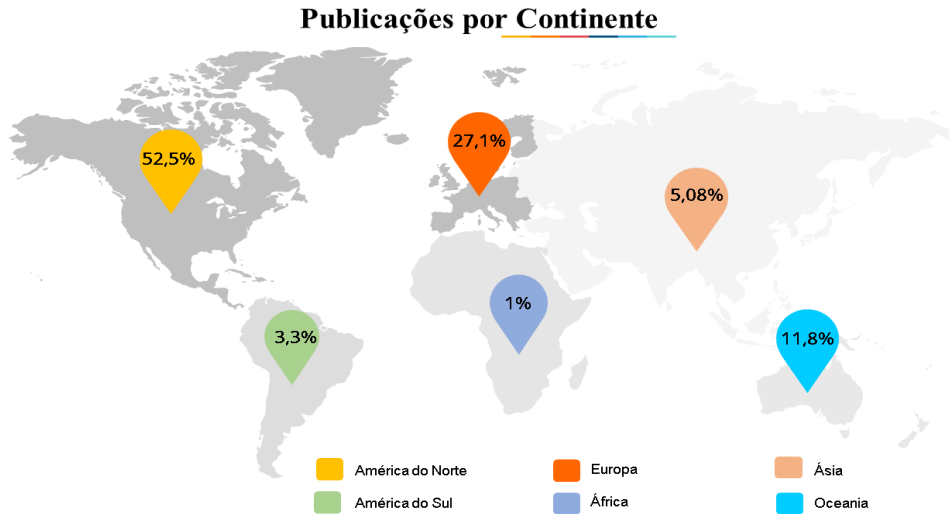 Publicações por Continente
52,5%
27,1%
5,08%
1%
3,3%
11,8%
América do Norte
Europa
Ásia
América do Sul
África
Oceania